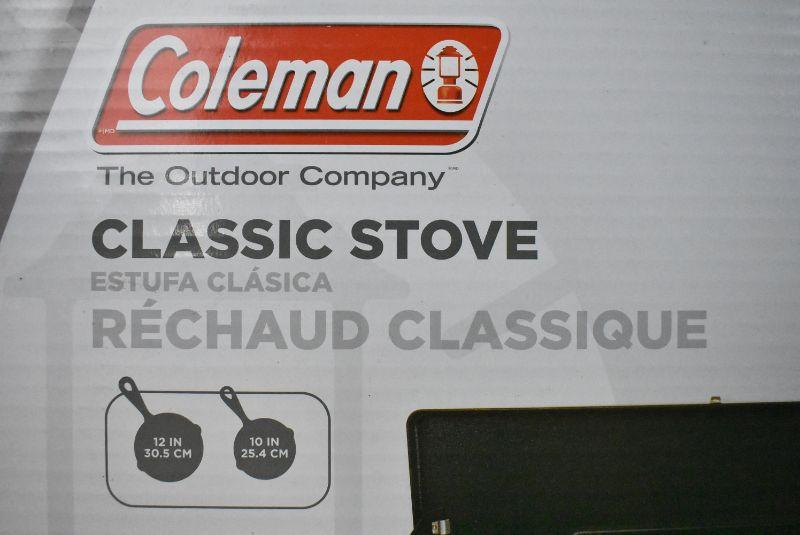 Coleman
The Outdoor Company
CLASSIC STOVE
ESTUFA CLÁSICA
RÉCHAUD CLASSIQUE
12 IN
30.5 CM
10 IN
25.4 CM